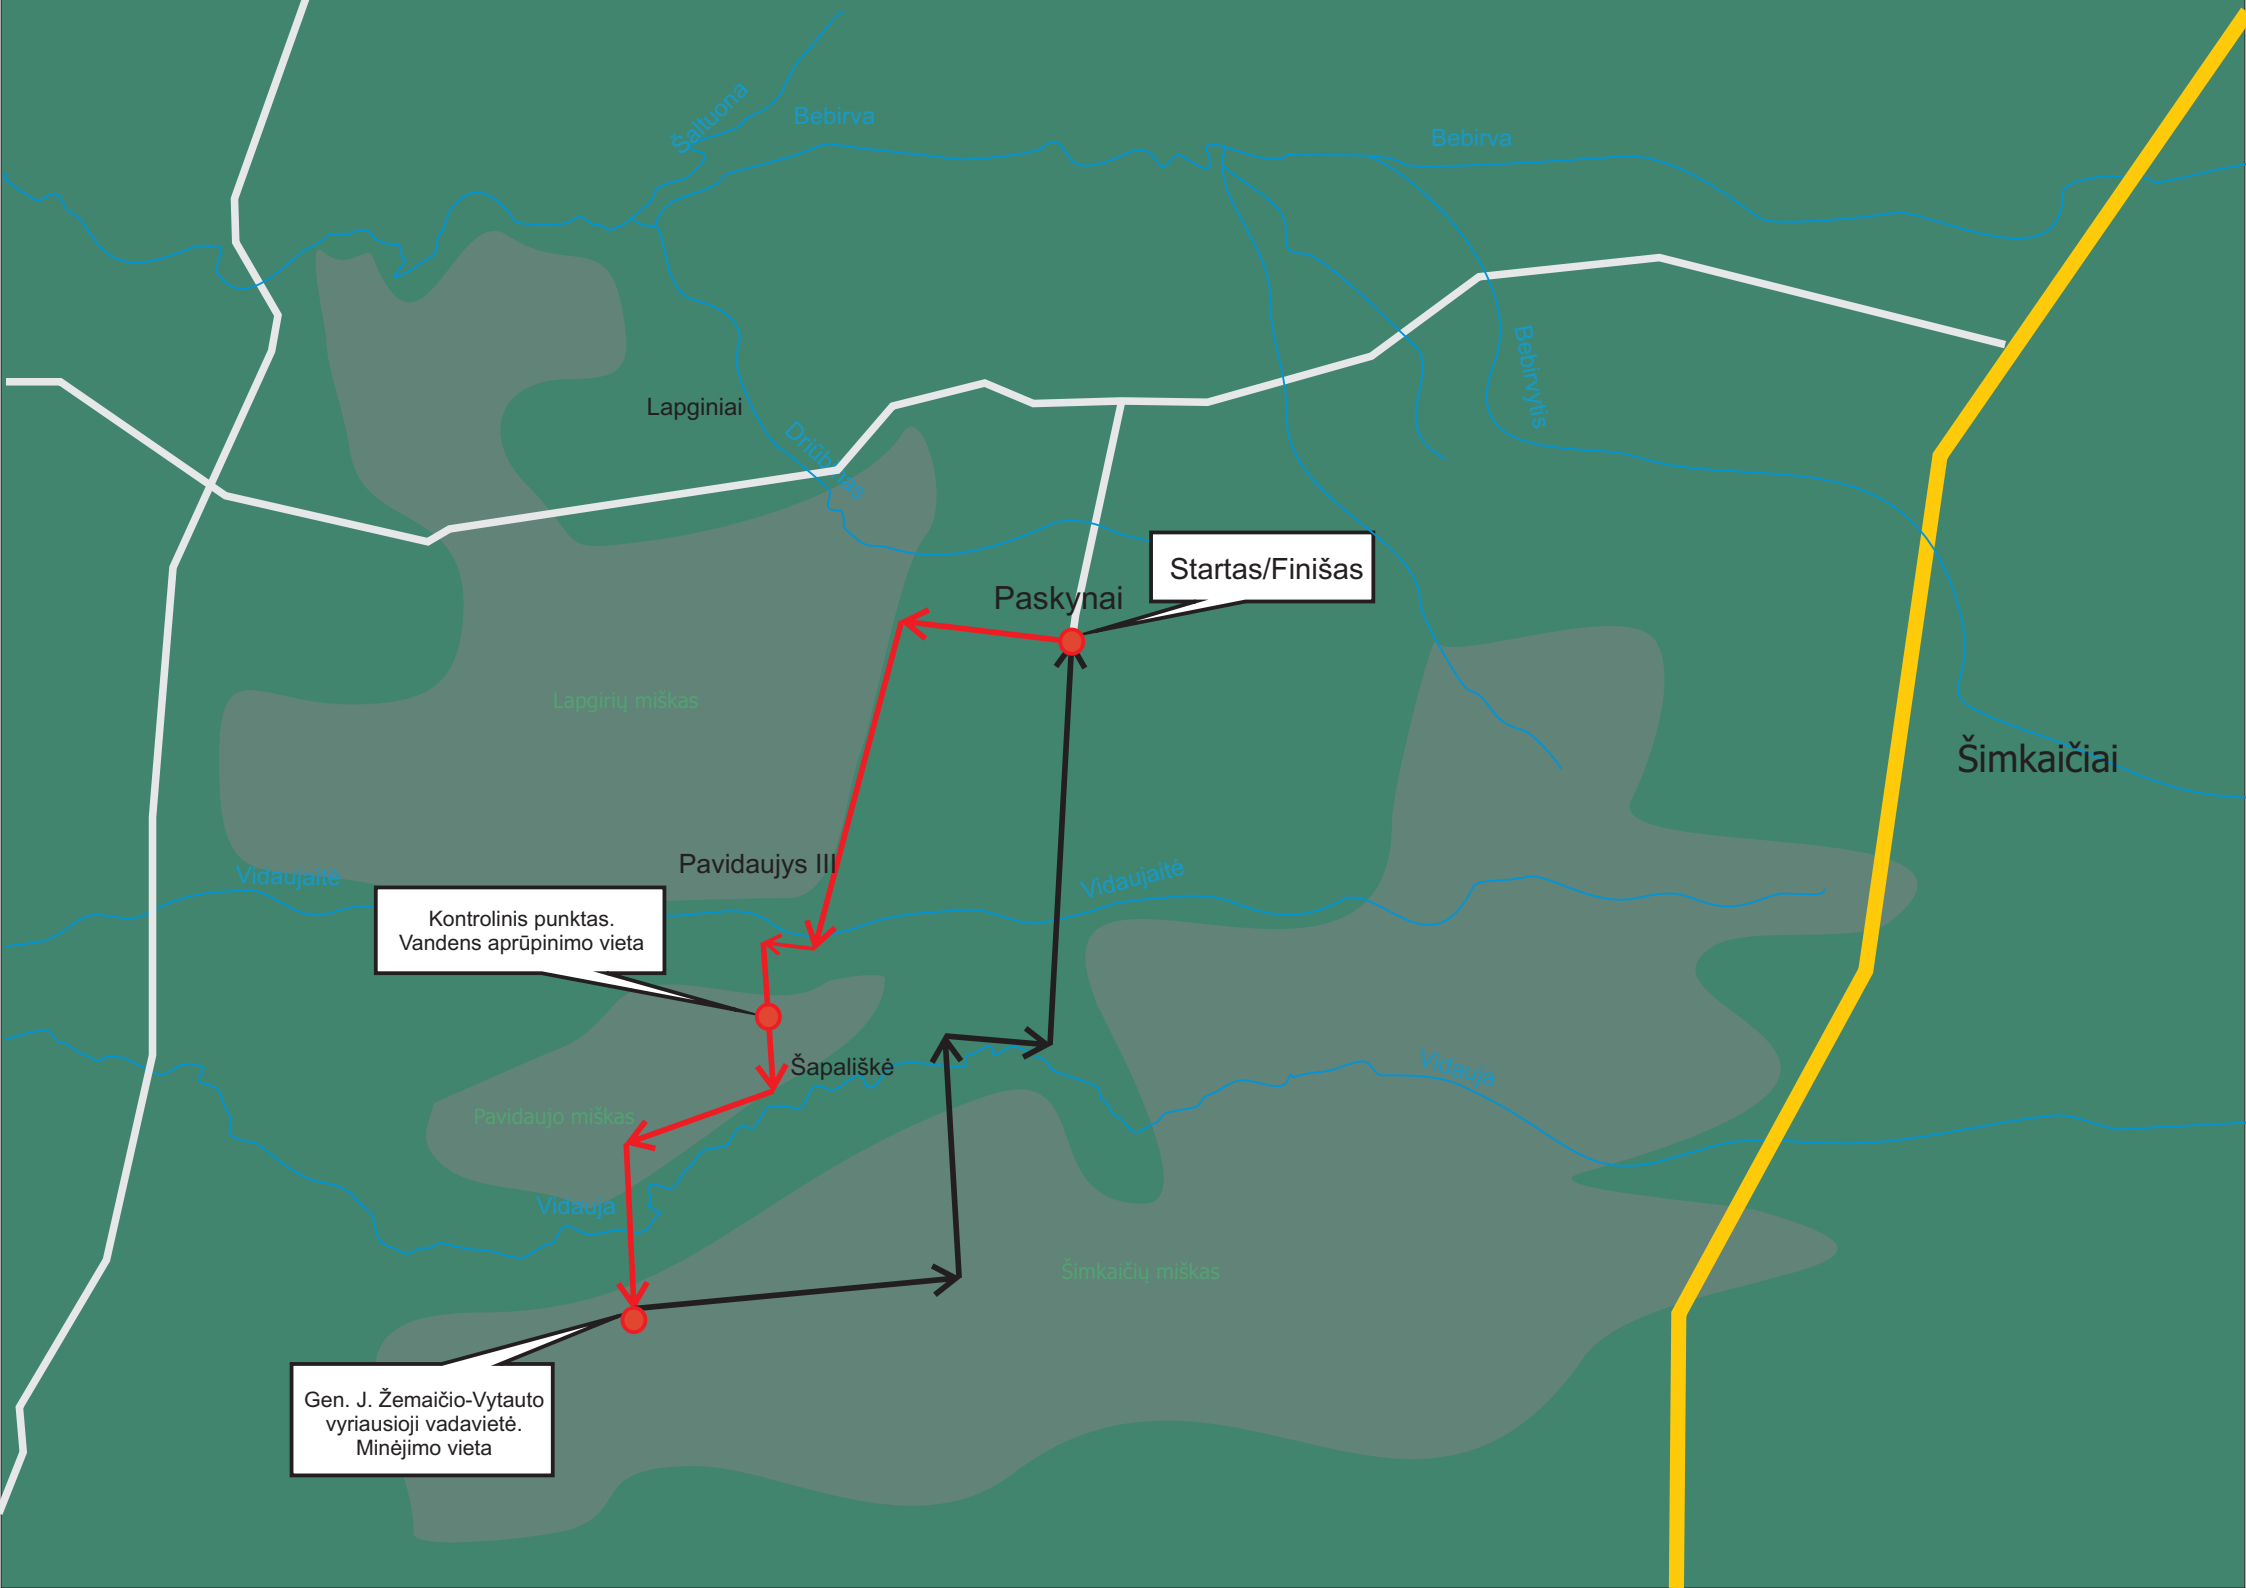 Šaltuona
Bebirva
Bebirva
Bebirvytis
Lapginiai
Startas/Finišas
Paskynai
Lapgirių miškas
Šimkaičiai
Pavidaujys III
Vidaujaitė
Vidaujaitė
Kontrolinis punktas.
Vandens aprūpinimo vieta
Šapališkė
Vidauja
Pavidaujo miškas
Vidauja
Šimkaičių miškas
Gen. J. Žemaičio-Vytauto
vyriausioji vadavietė.
Minėjimo vieta